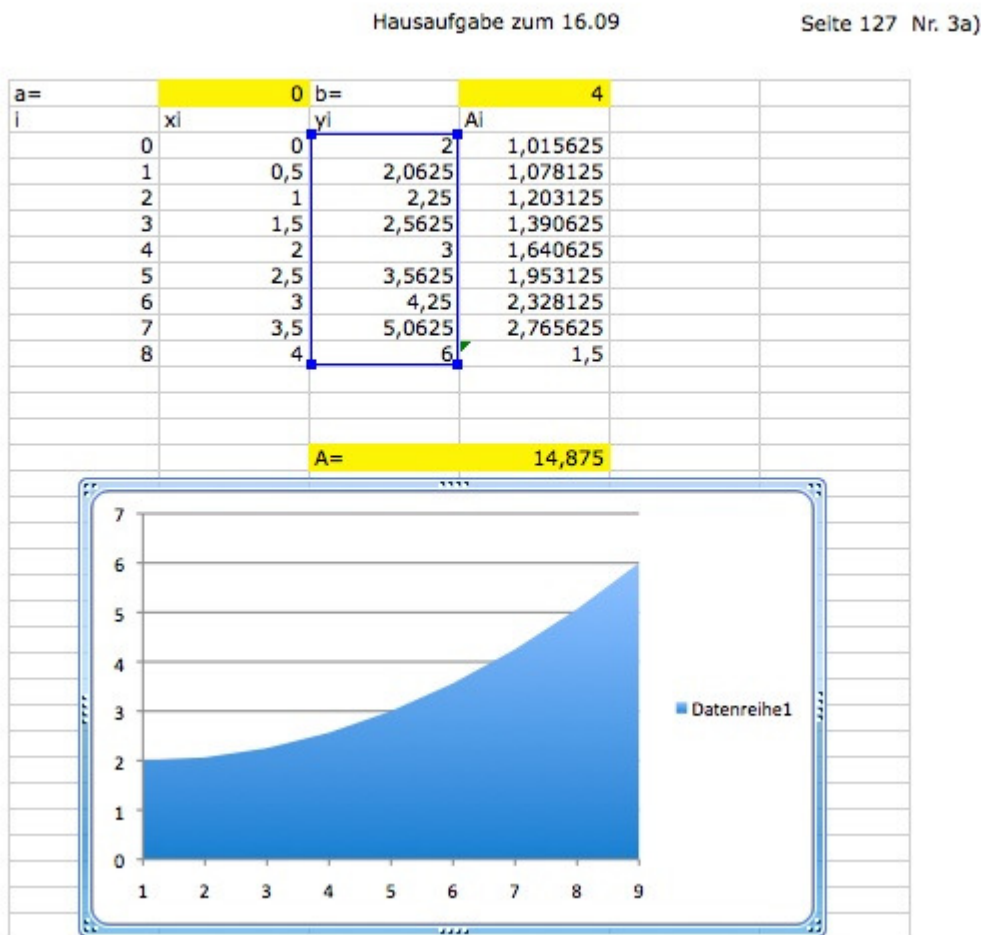 Hausaufgabe zum 16.09 Seite 127 Nr. 3a)
a= 0 b= 4
i xi yi Ai
0 0 2 1,015625
1 0,5 2,0625 1,078125
2 1 2,25 1,203125
3 1,5 2,5625 1,390625
4 2 3 1,640625
5 2,5 3,5625 1,953125
6 3 4,25 2,328125
7 3,5 5,0625 2,765625
8 4 6 1,5
A= 14,875
7
6
5
4
3
2
1
0
1 2 3 4 5 6 7 8 9
Datenreihe1